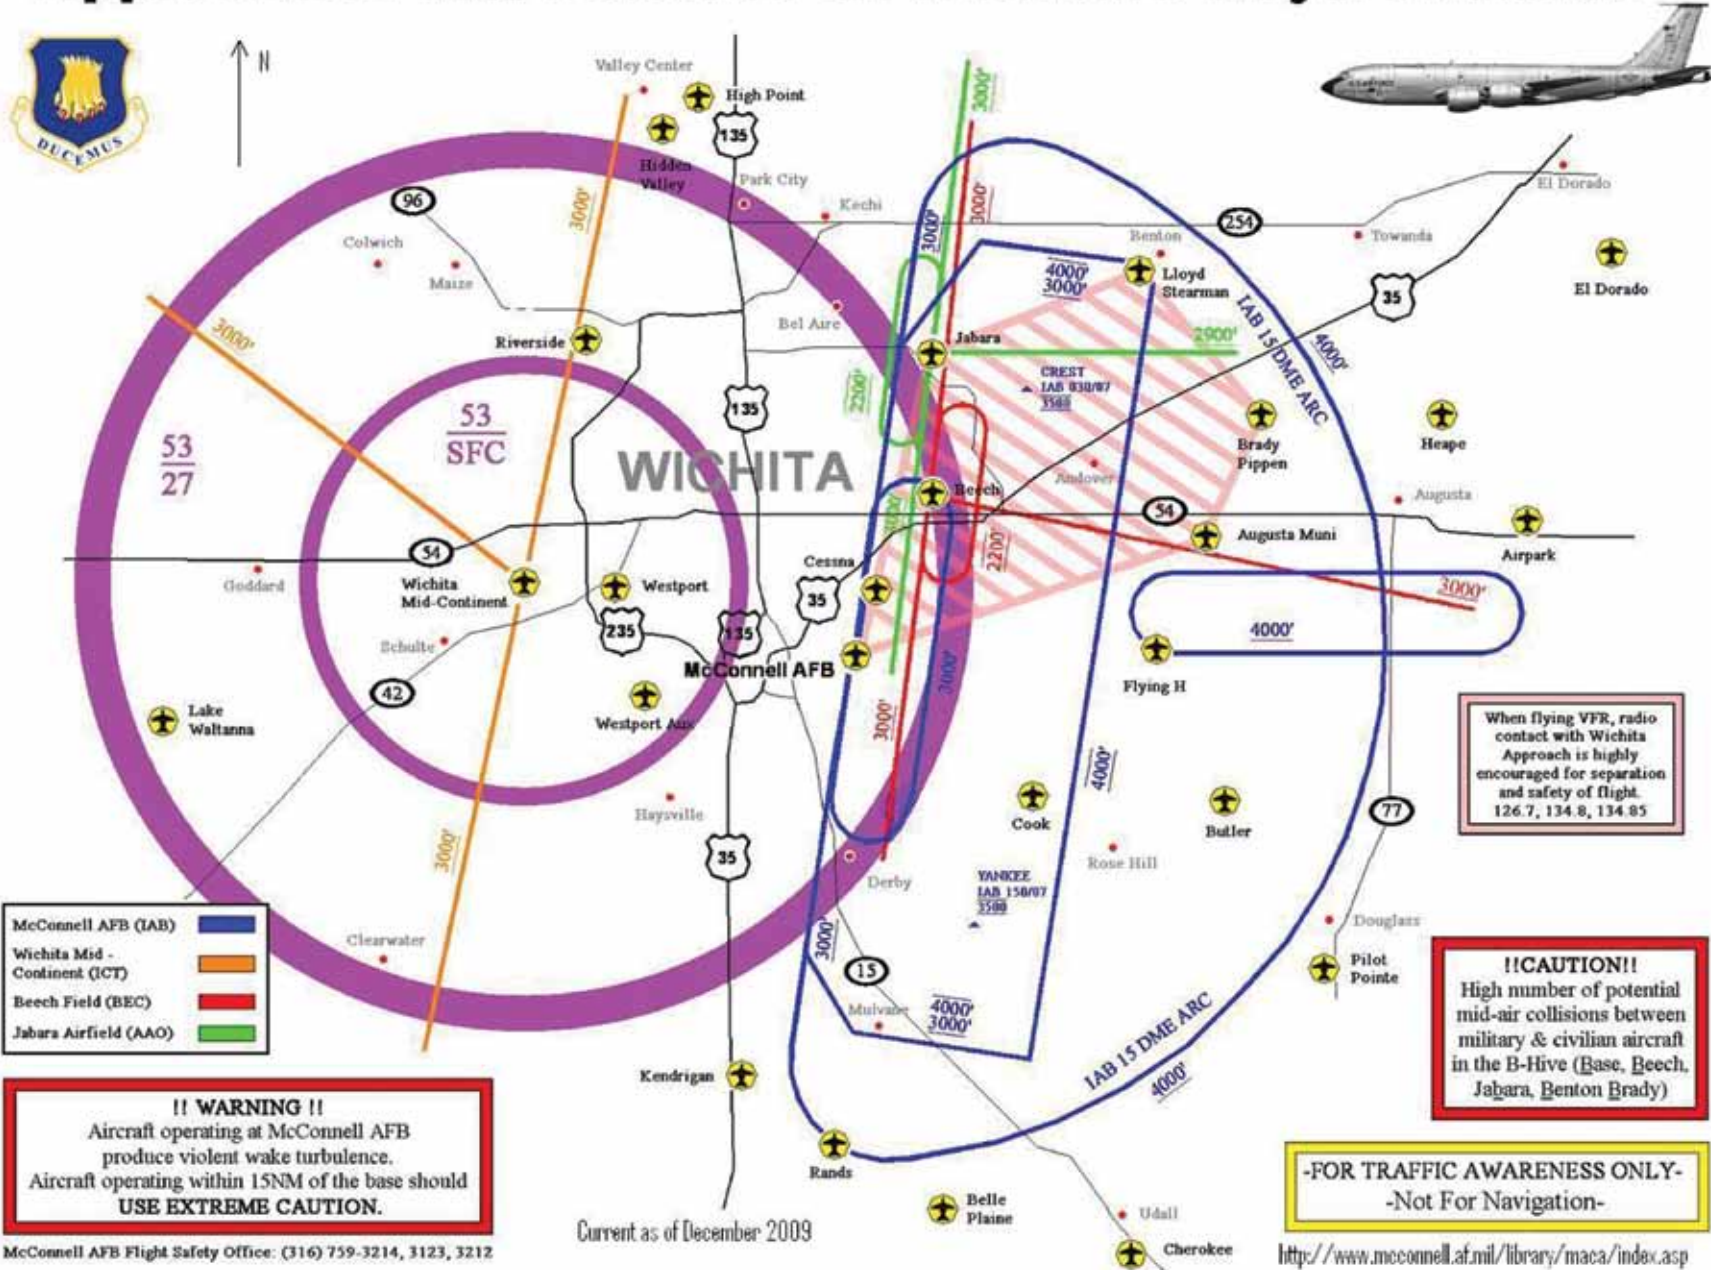 DUCEMUS
N
Valley Center
High Point
Hidden
Valley
135
Park City
Kechi
96
Colwich
Maize
3000'
3000'
3000'
3000'
254
Benton
Towanda
El Dorado
El Dorado
35
Lloyd
Stearman
4000'
3000'
IAB 15 DME ARC
4000'
Riverside
Bel Aire
Jabara
2900'
3000'
2200'
CREST
IAB 030/07
3500
135
53
27
53
SFC
WICHITA
Brady
Pippen
Heape
Andover
Augusta
Beech
54
Augusta Muni
Airpark
54
Goddard
Wichita
Mid-Continent
Westport
Cessna
35
2200'
3000'
235
135
Schulte
McConnell AFB
3000'
3000'
4000'
Flying H
42
Lake
Waltanna
Westport Aux
When flying VFR, radio
contact with Wichita
Approach is highly
encouraged for separation
and safety of flight.
126.7, 134.8, 134.85
4000'
Cook
Butler
77
Haysville
3000'
35
Rose Hill
Derby
YANKEE
IAB 150/07
3500
McConnell AFB (IAB)
Wichita Mid -
Continent (ICT)
Beech Field (BEC)
Jabara Airfield (AAO)
Clearwater
3000'
15
Mulvane
4000'
3000'
Douglass
Pilot
Pointe
IAB 15 DME ARC
4000'
!!CAUTION!!
High number of potential
mid-air collisions between
military & civilian aircraft
in the B-Hive (Base, Beech,
Jabara, Benton Brady)
Kendrigan
!! WARNING !!
Aircraft operating at McConnell AFB
produce violent wake turbulence.
Aircraft operating within 15NM of the base should
USE EXTREME CAUTION.
Rands
-FOR TRAFFIC AWARENESS ONLY-
-Not For Navigation-
Belle
Plaine
Udall
Cherokee
Current as of December 2009
McConnell AFB Flight Safety Office: (316) 759-3214, 3123, 3212
http://www.mcconnell.af.mil/library/maca/index.asp